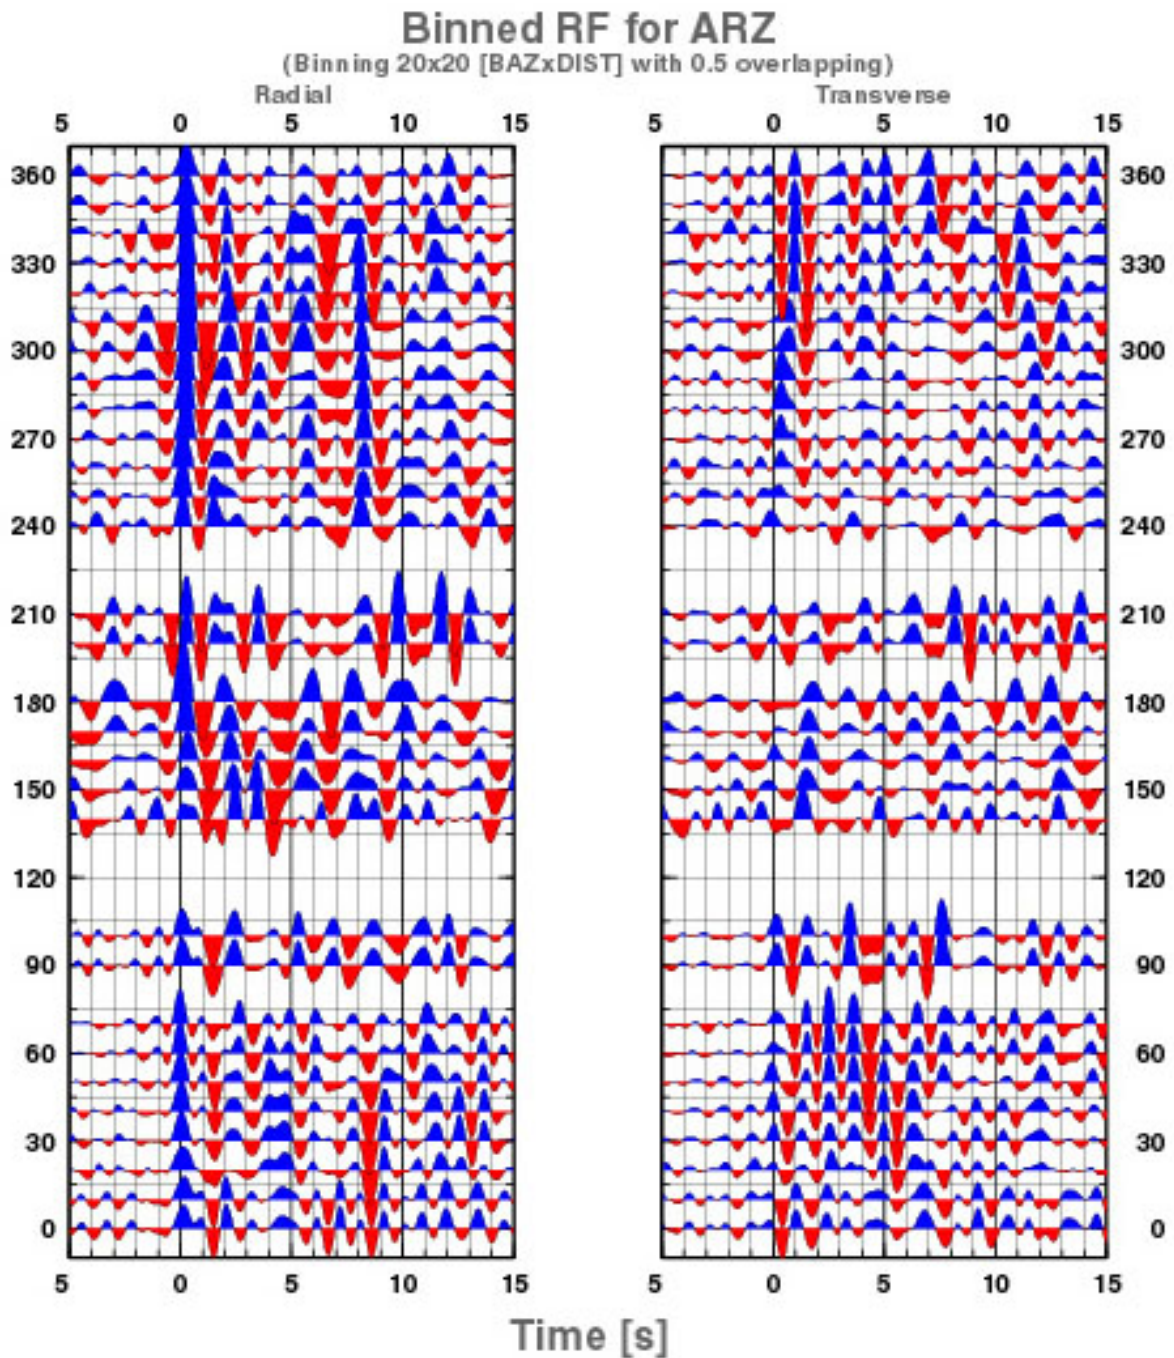 Binned RF for ARZ
(Binning 20x20 [BAZxDIST] with 0.5 overlapping)
Radial Transverse
5 0 5 10 15 5 0 5 10 15
360 360
330 330
300 300
270 270
240 240
210 210
180 180
150 150
120 120
90 90
60 60
30 30
0 0
5 0 5 10 15 5 0 5 10 15
Time [s]